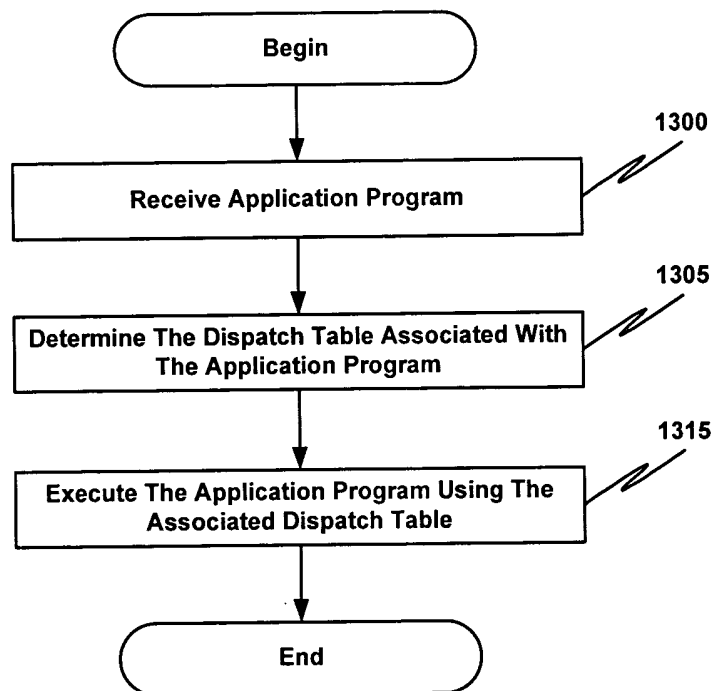 Begin
1300
Receive Application Program
1305
Determine The Dispatch Table Associated With
The Application Program
1315
Execute The Application Program Using The
Associated Dispatch Table
End